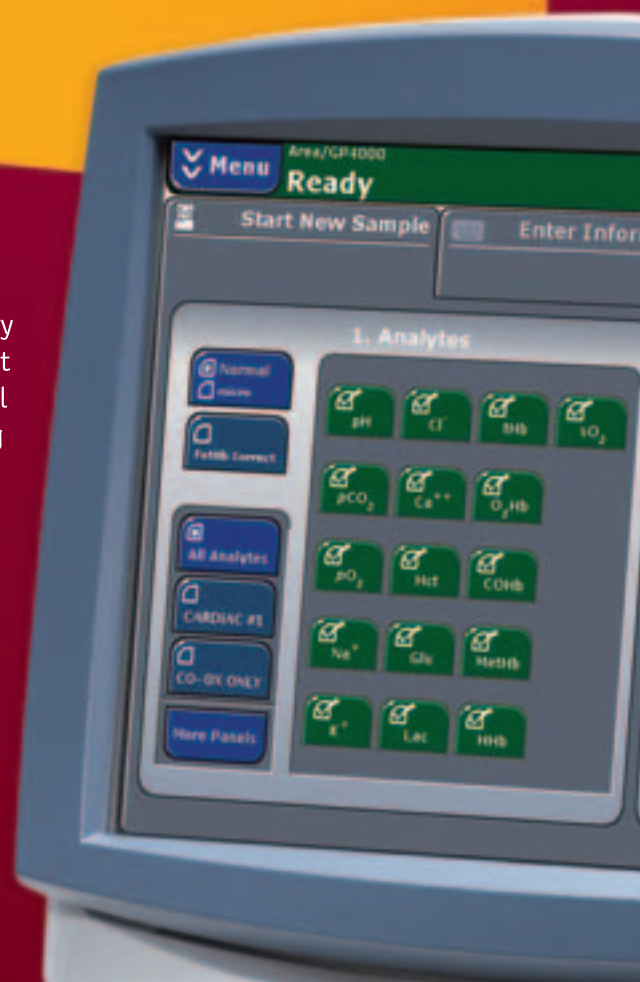 y
t
l
g
Menu
Area/GP4000
Ready
Start New Sample
Enter Infor
1. Analytes
Normal
micro
FetHb Correct
All Analytes
CARDIAC #1
CO-OX ONLY
More Panels
pH
Cl⁻
tHb
sO₂
pCO₂
Ca⁺⁺
O₂Hb
pO₂
Hct
COHb
Na⁺
Glu
MetHb
K⁺
Lac
HHb